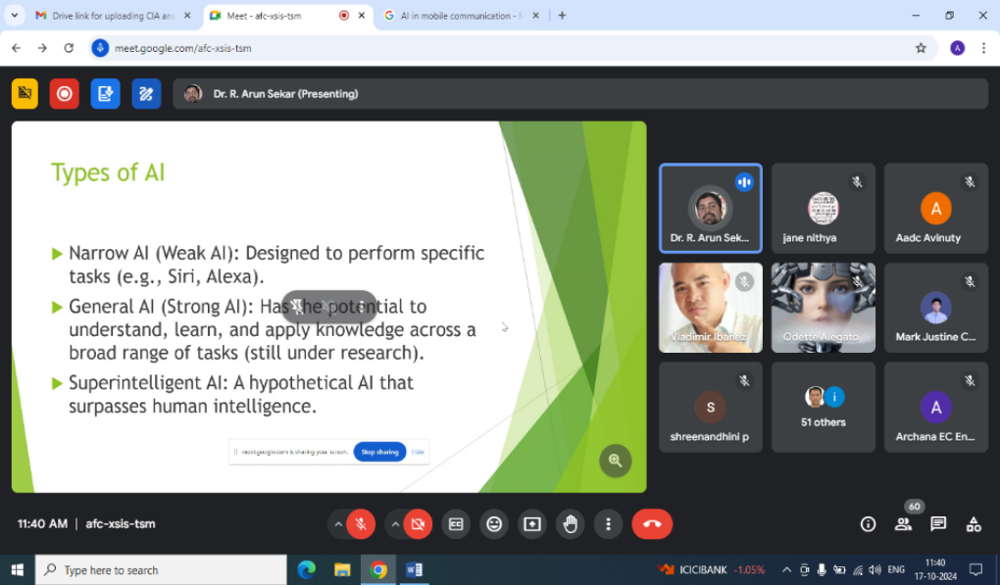 Drive link for uploading CIA an
Meet - afc-xsis-tsm
AI in mobile communication -
meet.google.com/afc-xsis-tsm
A
Dr. R. Arun Sekar (Presenting)
Types of AI
Narrow AI (Weak AI): Designed to perform specific
tasks (e.g., Siri, Alexa).
General AI (Strong AI): Has the potential to
understand, learn, and apply knowledge across a
broad range of tasks (still under research).
Superintelligent AI: A hypothetical AI that
surpasses human intelligence.
meet.google.com is sharing your screen.
Stop sharing
Hide
Dr. R. Arun Sek...
jane nithya
A
Aadc Avinuty
Vladimir Ibanez
Odette Alegato
Mark Justine C...
S
shreenandhini p
i
51 others
A
Archana EC En...
11:40 AM | afc-xsis-tsm
CC
60
Type here to search
W
ICICIBANK -1.05%
ENG
11:40
17-10-2024